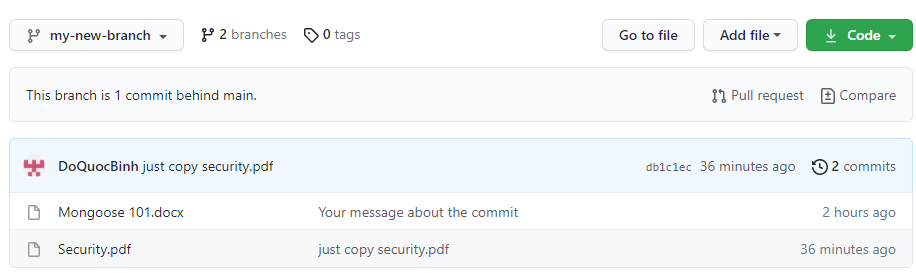 my-new-branch 2 branches 0 tags Go to file Add file Code
This branch is 1 commit behind main. Pull request Compare
DoQuocBinh just copy security.pdf db1c1ec 36 minutes ago 2 commits
Mongoose 101.docx Your message about the commit 2 hours ago
Security.pdf just copy security.pdf 36 minutes ago